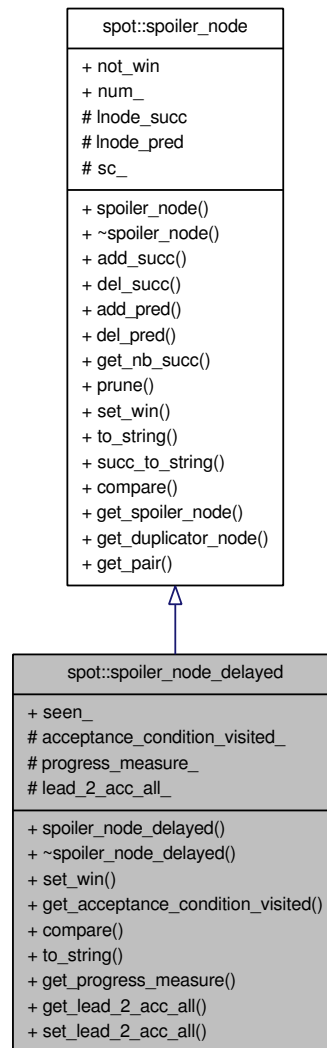 spot::spoiler_node
+ not_win
+ num_
# lnode_succ
# lnode_pred
# sc_
+ spoiler_node()
+ ~spoiler_node()
+ add_succ()
+ del_succ()
+ add_pred()
+ del_pred()
+ get_nb_succ()
+ prune()
+ set_win()
+ to_string()
+ succ_to_string()
+ compare()
+ get_spoiler_node()
+ get_duplicator_node()
+ get_pair()
spot::spoiler_node_delayed
+ seen_
# acceptance_condition_visited_
# progress_measure_
# lead_2_acc_all_
+ spoiler_node_delayed()
+ ~spoiler_node_delayed()
+ set_win()
+ get_acceptance_condition_visited()
+ compare()
+ to_string()
+ get_progress_measure()
+ get_lead_2_acc_all()
+ set_lead_2_acc_all()